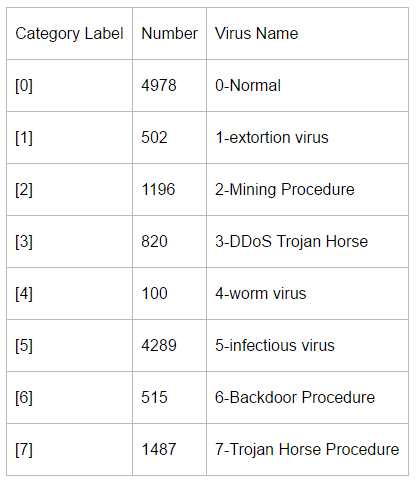 Category Label Number Virus Name
[0] 4978 0-Normal
[1] 502 1-extortion virus
[2] 1196 2-Mining Procedure
[3] 820 3-DDoS Trojan Horse
[4] 100 4-worm virus
[5] 4289 5-infectious virus
[6] 515 6-Backdoor Procedure
[7] 1487 7-Trojan Horse Procedure